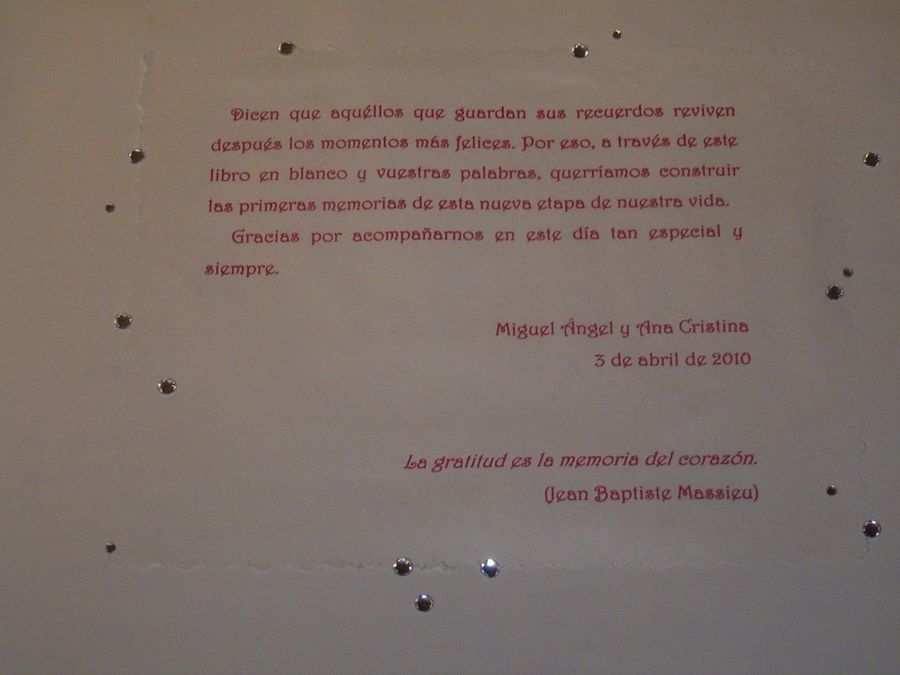 Dicen que aquéllos que guardan sus recuerdos reviven
después los momentos más felices. Por eso, a través de este
libro en blanco y vuestras palabras, querríamos construir
las primeras memorias de esta nueva etapa de nuestra vida.
Gracias por acompañarnos en este día tan especial y
siempre.
Miguel Ángel y Ana Cristina
3 de abril de 2010
La gratitud es la memoria del corazón.
(Jean Baptiste Massieu)